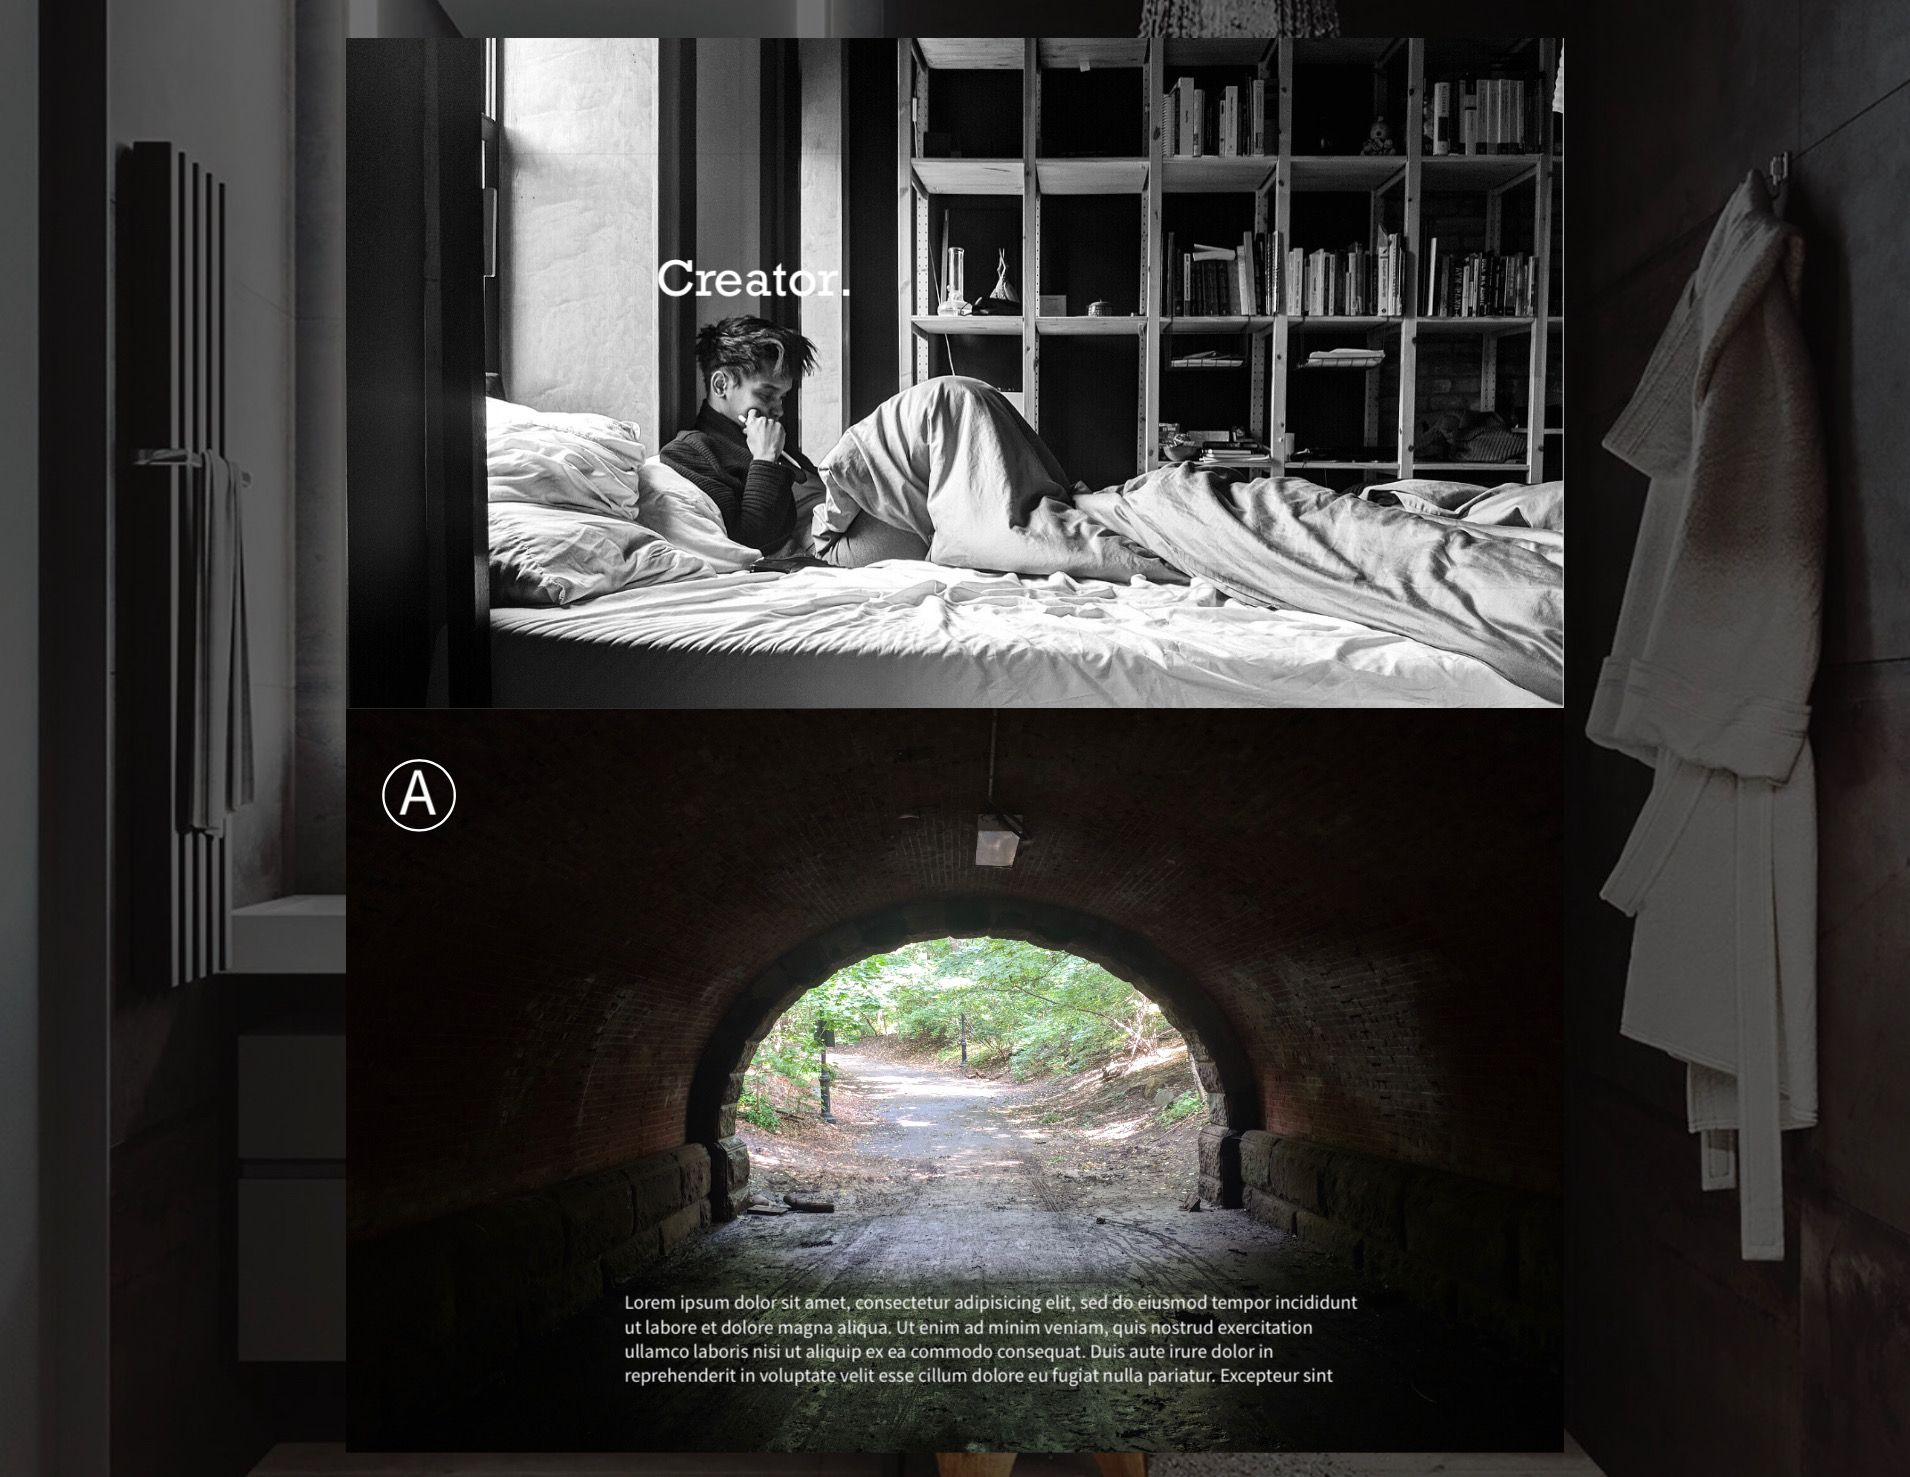 Creator.
A
Lorem ipsum dolor sit amet, consectetur adipisicing elit, sed do eiusmod tempor incididunt
ut labore et dolore magna aliqua. Ut enim ad minim veniam, quis nostrud exercitation
ullamco laboris nisi ut aliquip ex ea commodo consequat. Duis aute irure dolor in
reprehenderit in voluptate velit esse cillum dolore eu fugiat nulla pariatur. Excepteur sint